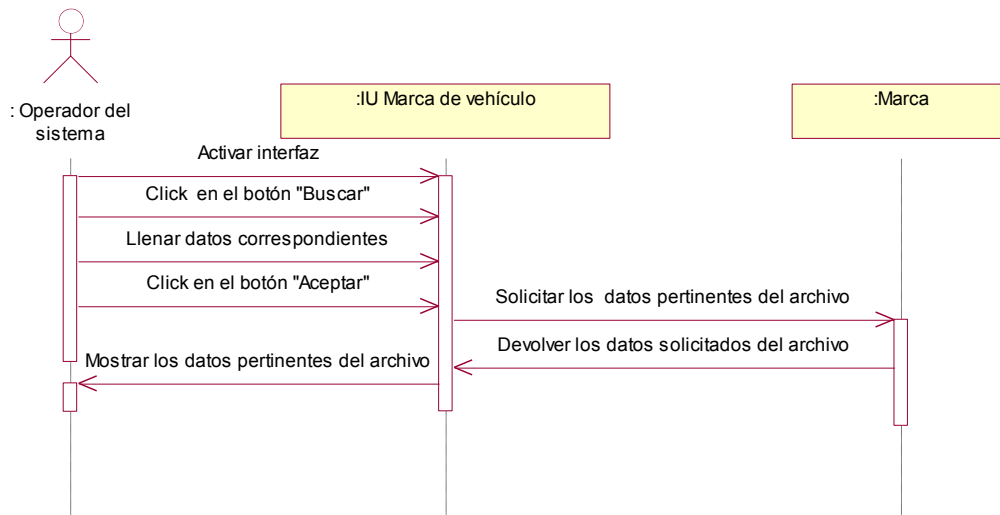 : Operador del
sistema
:IU Marca de vehículo
:Marca
Activar interfaz
Click en el botón "Buscar"
Llenar datos correspondientes
Click en el botón "Aceptar"
Solicitar los datos pertinentes del archivo
Devolver los datos solicitados del archivo
Mostrar los datos pertinentes del archivo